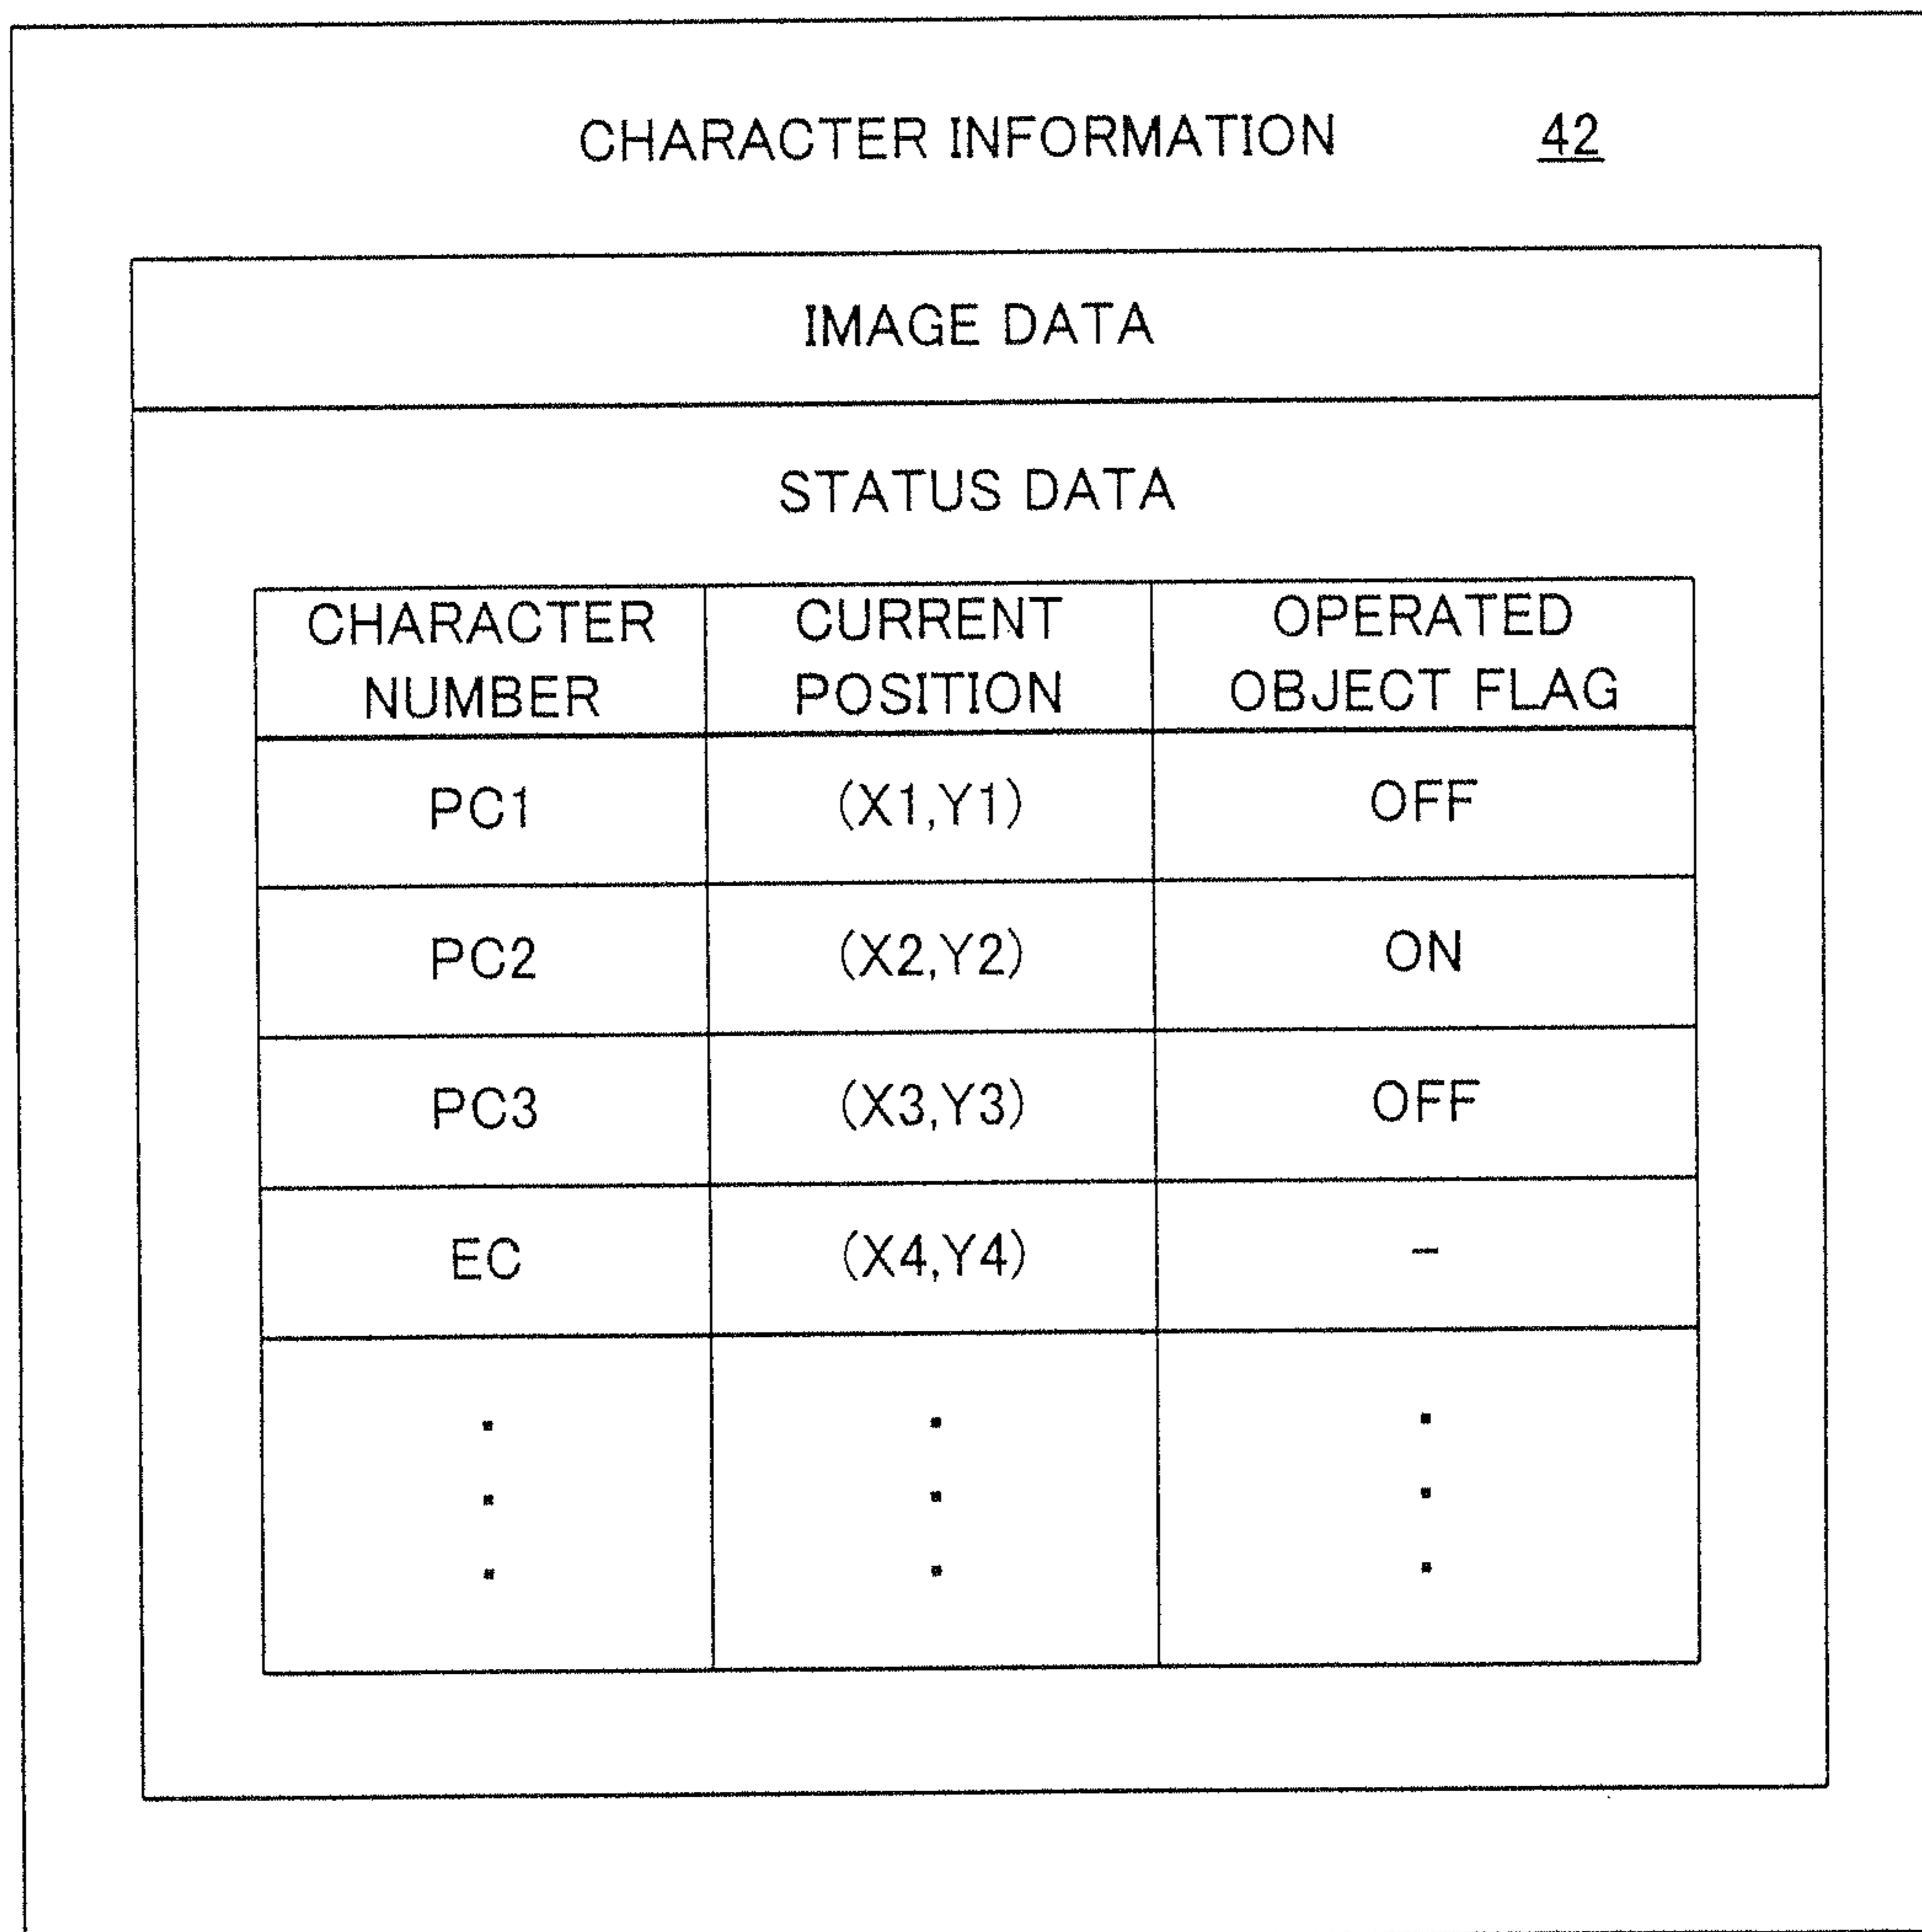 CHARACTER INFORMATION 42
IMAGE DATA
STATUS DATA
CHARACTER NUMBER CURRENT POSITION OPERATED OBJECT FLAG
PC1 (X1,Y1) OFF
PC2 (X2,Y2) ON
PC3 (X3,Y3) OFF
EC (X4,Y4) -